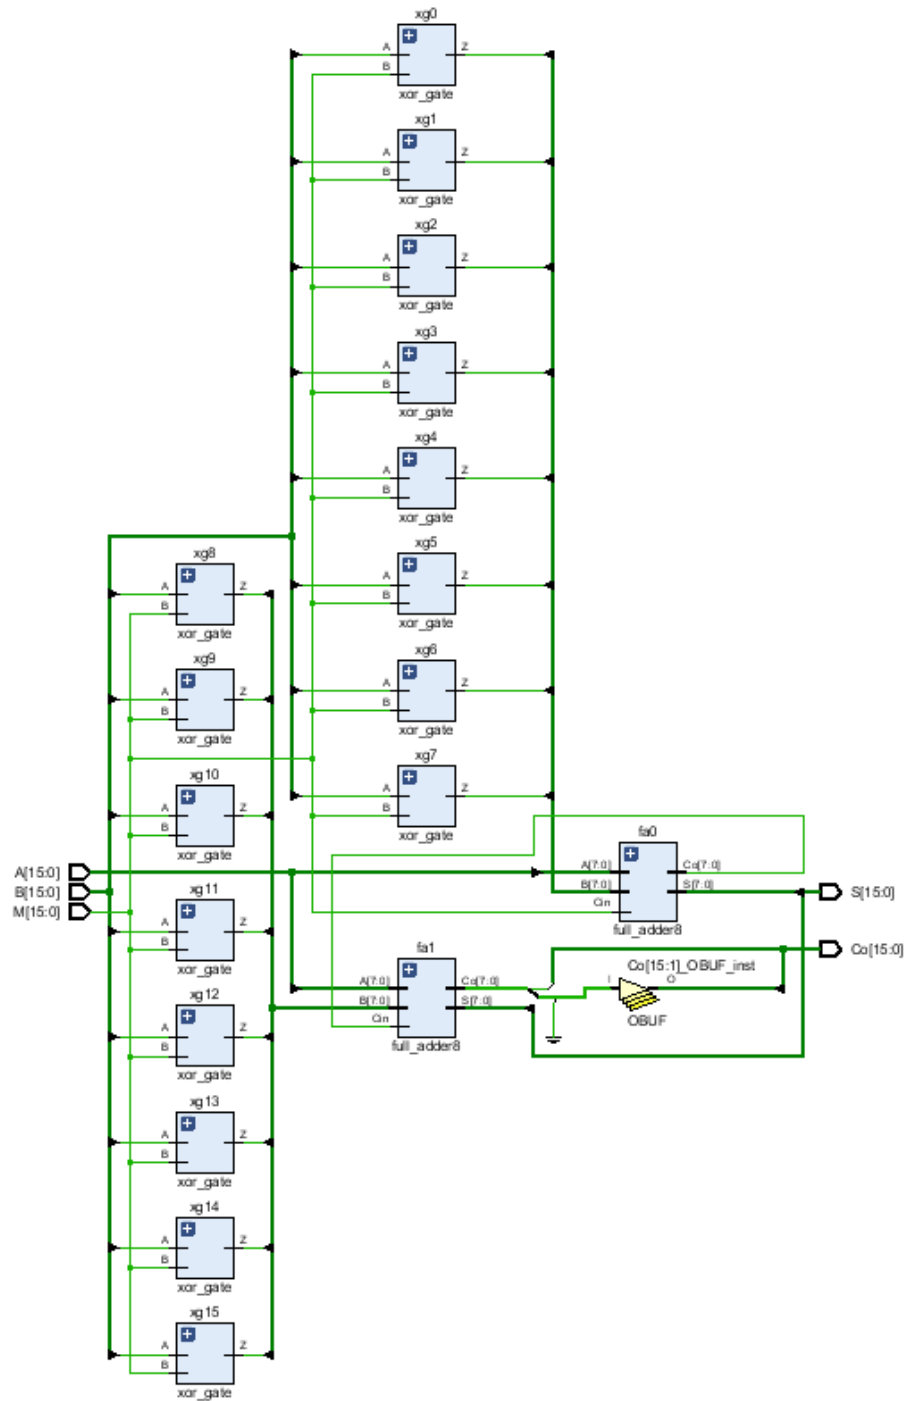 xg0
A
B
Z
xor_gate
xg1
A
B
Z
xor_gate
xg2
A
B
Z
xor_gate
xg3
A
B
Z
xor_gate
xg4
A
B
Z
xor_gate
xg5
A
B
Z
xor_gate
xg6
A
B
Z
xor_gate
xg7
A
B
Z
xor_gate
xg8
A
B
Z
xor_gate
xg9
A
B
Z
xor_gate
xg10
A
B
Z
xor_gate
xg11
A
B
Z
xor_gate
xg12
A
B
Z
xor_gate
xg13
A
B
Z
xor_gate
xg14
A
B
Z
xor_gate
xg15
A
B
Z
xor_gate
A[15:0]
B[15:0]
M[15:0]
fa0
A[7:0]
B[7:0]
Cin
Co[7:0]
S[7:0]
full_adder8
fa1
A[7:0]
B[7:0]
Cin
Co[7:0]
S[7:0]
full_adder8
Co[15:1]_OBUF_inst
I
O
OBUF
S[15:0]
Co[15:0]